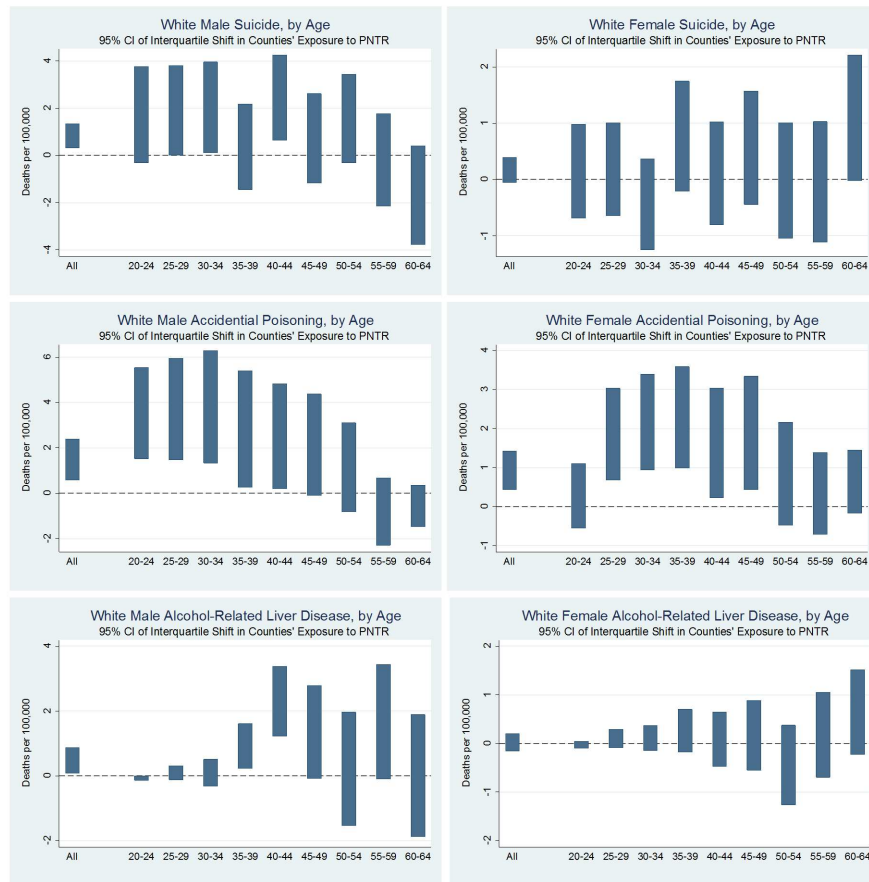 White Male Suicide, by Age
95% CI of Interquartile Shift in Counties' Exposure to PNTR
Deaths per 100,000
4
2
0
-2
-4
All 20-24 25-29 30-34 35-39 40-44 45-49 50-54 55-59 60-64
White Female Suicide, by Age
95% CI of Interquartile Shift in Counties' Exposure to PNTR
Deaths per 100,000
2
1
0
-1
All 20-24 25-29 30-34 35-39 40-44 45-49 50-54 55-59 60-64
White Male Accidential Poisoning, by Age
95% CI of Interquartile Shift in Counties' Exposure to PNTR
Deaths per 100,000
6
4
2
0
-2
All 20-24 25-29 30-34 35-39 40-44 45-49 50-54 55-59 60-64
White Female Accidential Poisoning, by Age
95% CI of Interquartile Shift in Counties' Exposure to PNTR
Deaths per 100,000
4
3
2
1
0
-1
All 20-24 25-29 30-34 35-39 40-44 45-49 50-54 55-59 60-64
White Male Alcohol-Related Liver Disease, by Age
95% CI of Interquartile Shift in Counties' Exposure to PNTR
Deaths per 100,000
4
2
0
-2
All 20-24 25-29 30-34 35-39 40-44 45-49 50-54 55-59 60-64
White Female Alcohol-Related Liver Disease, by Age
95% CI of Interquartile Shift in Counties' Exposure to PNTR
Deaths per 100,000
2
1
0
-1
-2
All 20-24 25-29 30-34 35-39 40-44 45-49 50-54 55-59 60-64